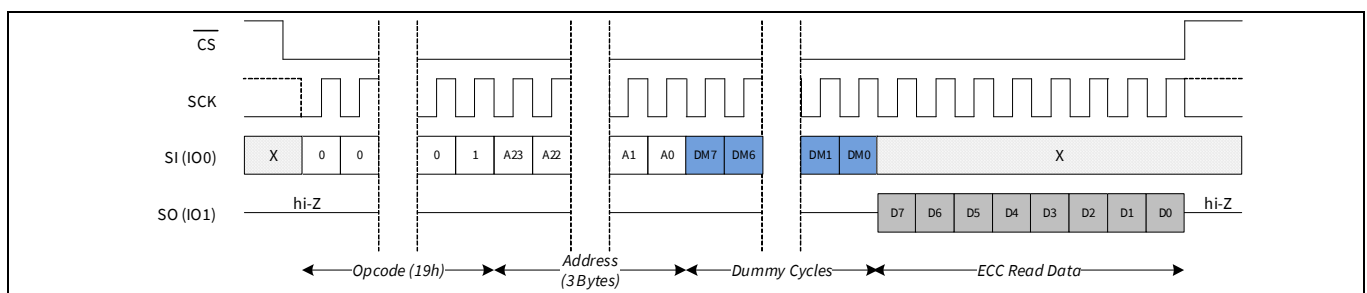 CS
SCK
SI (IO0) X 0 0 0 1 A23 A22 A1 A0 DM7 DM6 DM1 DM0 X
hi-Z hi-Z
SO (IO1) D7 D6 D5 D4 D3 D2 D1 D0
Opcode (19h) Address (3 Bytes) Dummy Cycles ECC Read Data